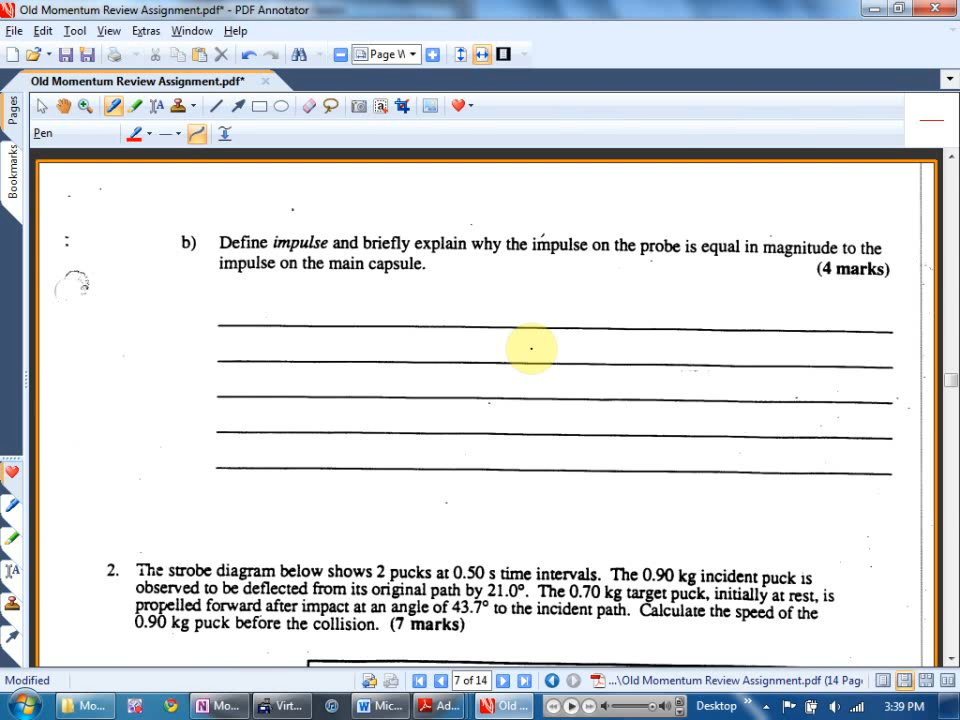 Old Momentum Review Assignment.pdf* - PDF Annotator
File Edit Tool View Extras Window Help
Page W
Old Momentum Review Assignment.pdf*
Pen
Pages
Bookmarks
b) Define impulse and briefly explain why the impulse on the probe is equal in magnitude to the
impulse on the main capsule.
(4 marks)
2. The strobe diagram below shows 2 pucks at 0.50 s time intervals. The 0.90 kg incident puck is
observed to be deflected from its original path by 21.0°. The 0.70 kg target puck, initially at rest, is
propelled forward after impact at an angle of 43.7° to the incident path. Calculate the speed of the
0.90 kg puck before the collision. (7 marks)
Modified
7 of 14
...\Old Momentum Review Assignment.pdf (14 Page
Mo...
Mo...
Virt...
Mic...
Ad...
Old ...
Desktop
3:39 PM